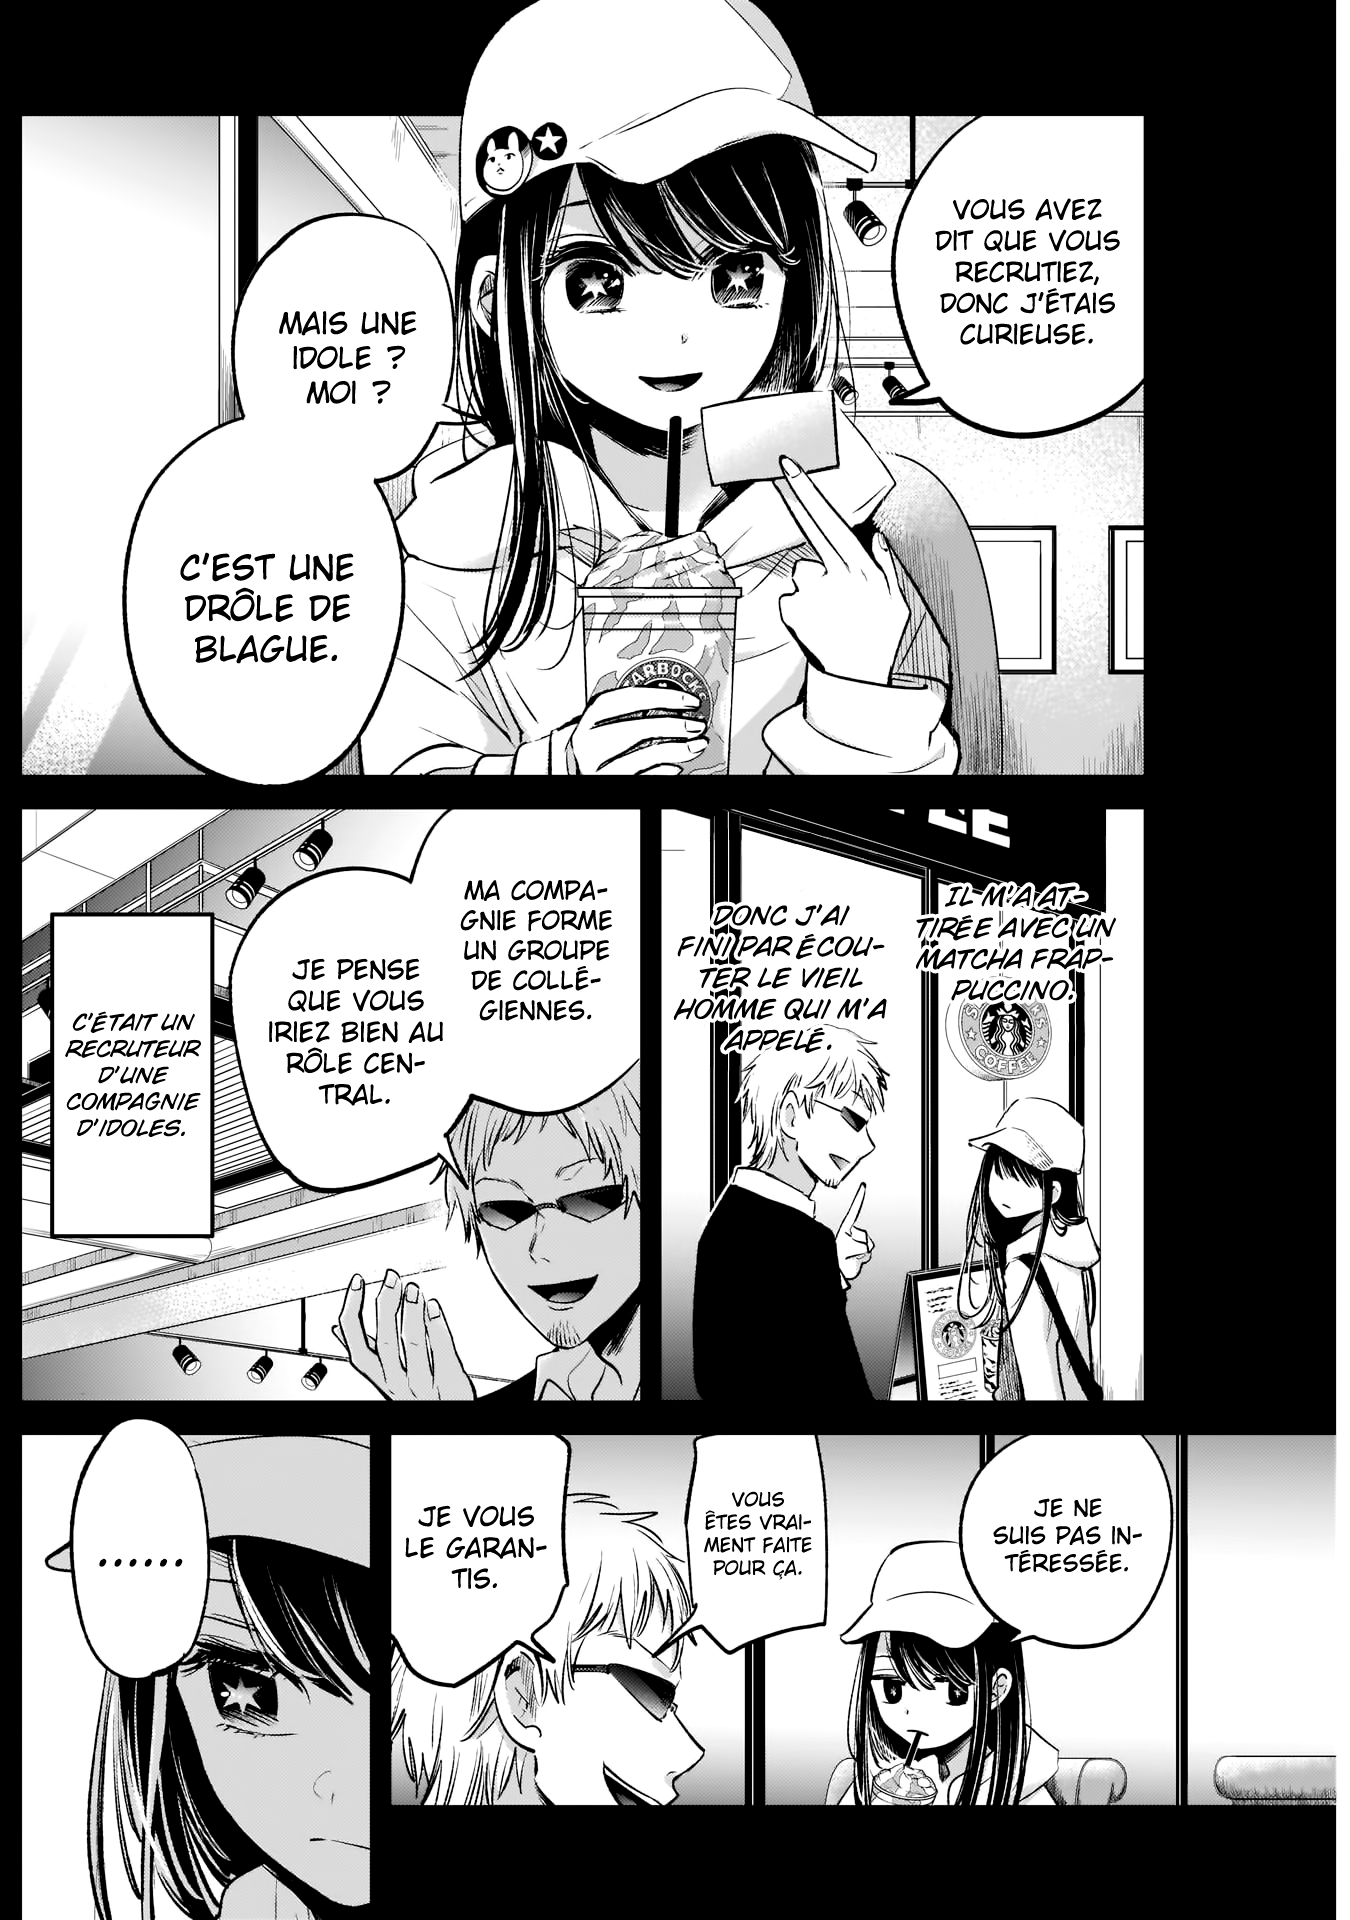 VOUS AVEZ
DIT QUE VOUS
RECRUTIEZ,
DONC J'ÉTAIS
CURIEUSE.
MAIS UNE
IDOLE ?
MOI ?
C'EST UNE
DRÔLE DE
BLAGUE.
IL M'A AT-
TIRÉE AVEC UN
MATCHA FRAP-
PUCCINO.
DONC J'AI
FINI PAR ÉCOU-
TER LE VIEIL
HOMME QUI M'A
APPELÉ.
COFFEE
MA COMPA-
GNIE FORME
UN GROUPE
DE COLLÉ-
GIENNES.
JE PENSE
QUE VOUS
IRIEZ BIEN AU
RÔLE CEN-
TRAL.
C'ÉTAIT UN
RECRUTEUR
D'UNE
COMPAGNIE
D'IDOLES.
JE NE
SUIS PAS IN-
TÉRESSÉE.
VOUS
ÊTES VRAI-
MENT FAITE
POUR ÇA.
JE VOUS
LE GARAN-
TIS.
......